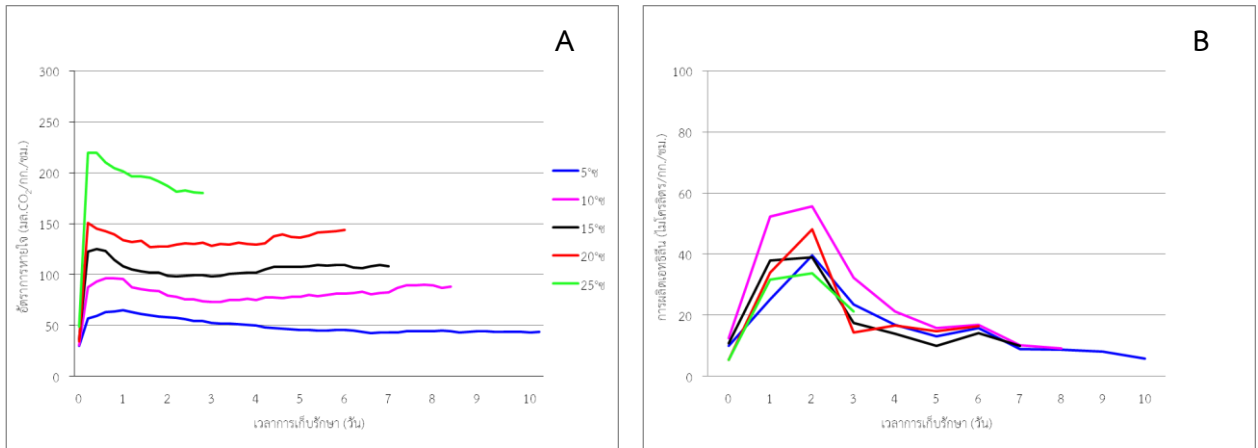 A
300
250
200
150
100
50
0
อัตราการหายใจ (มล.CO2/กก./ชม.)
0 1 2 3 4 5 6 7 8 9 10
เวลาการเก็บรักษา (วัน)
5°ซ
10°ซ
15°ซ
20°ซ
25°ซ
B
100
80
60
40
20
0
การผลิตเอทธิลีน (ไมโครลิตร/กก./ชม.)
0 1 2 3 4 5 6 7 8 9 10
เวลาการเก็บรักษา (วัน)